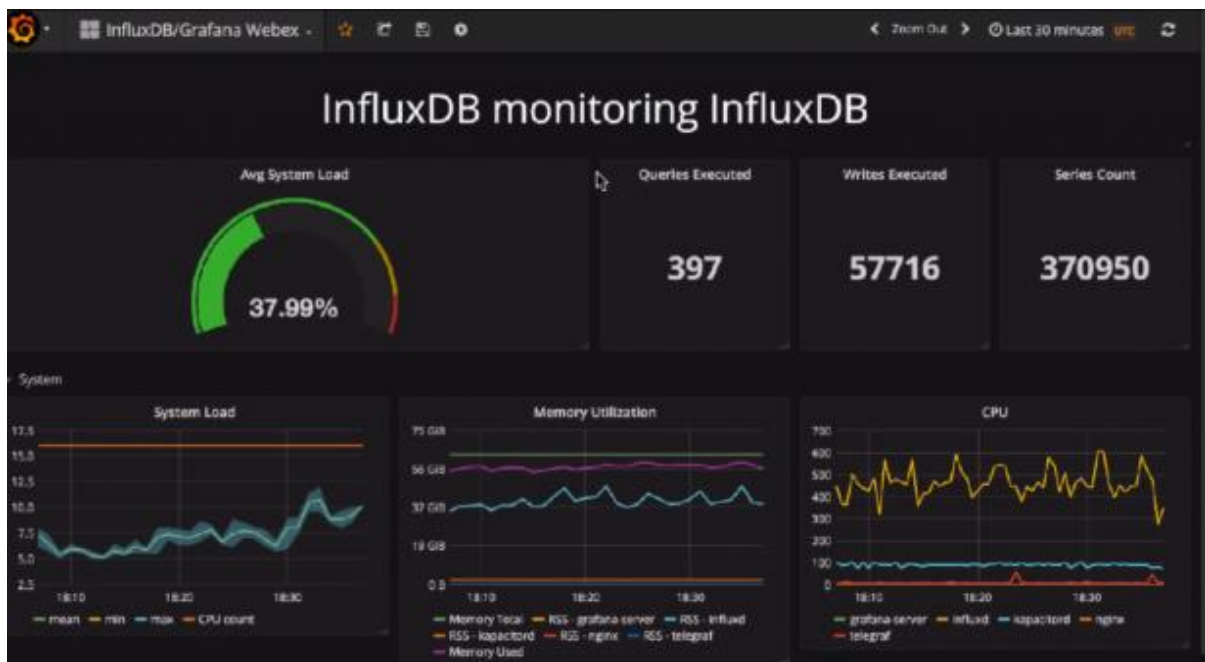 InfluxDB/Grafana Webex
Zoom Out
Last 30 minutes UTC
InfluxDB monitoring InfluxDB
Avg System Load
Queries Executed
Writes Executed
Series Count
37.99%
397
57716
370950
System
System Load
17.5
15.0
12.5
10.0
7.5
5.0
2.5
18:10 18:20 18:30
mean min max CPU count
Memory Utilization
75 GiB
56 GiB
37 GiB
19 GiB
0 B
18:10 18:20 18:30
Memory Total RSS - grafana-server RSS - influxd
RSS - kapacitord RSS - nginx RSS - telegraf
Memory Used
CPU
700
600
500
400
300
200
100
0
18:10 18:20 18:30
grafana-server influxd kapacitord nginx
telegraf